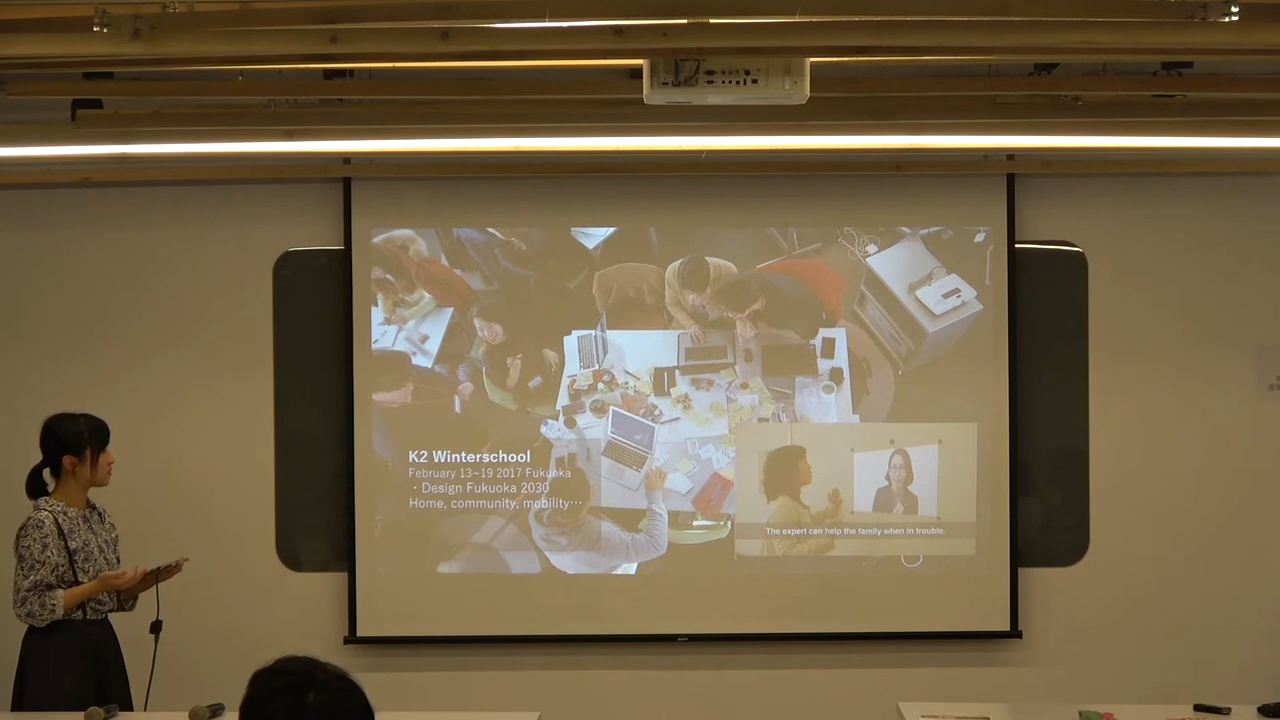 K2 Winterschool
February 13~19 2017 Fukuoka
・Design Fukuoka 2030
Home, community, mobility…
The expert can help the family when in trouble.